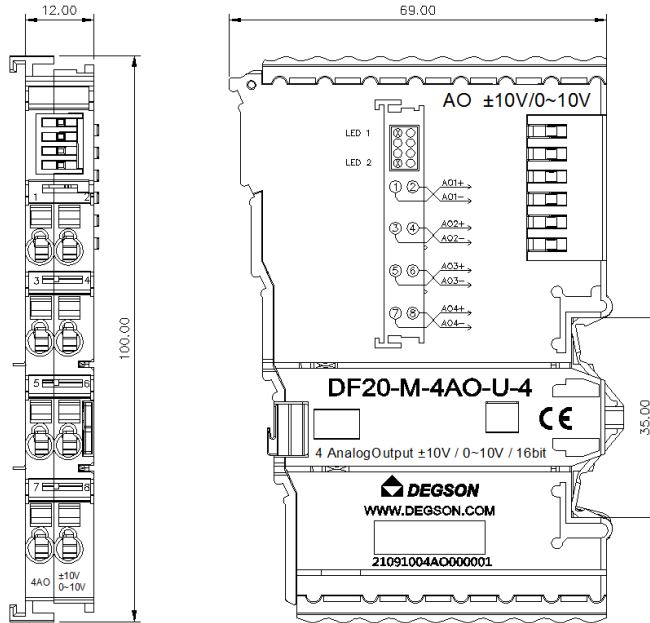 12.00
69.00
100.00
35.00
1 2
3 4
5 6
7 8
4AO
±10V
0~10V
AO ±10V/0~10V
LED 1
LED 2
1 2 AO1+
AO1-
3 4 AO2+
AO2-
5 6 AO3+
AO3-
7 8 AO4+
AO4-
DF20-M-4AO-U-4
CE
4 AnalogOutput ±10V / 0~10V / 16bit
DEGSON
WWW.DEGSON.COM
21091004AO000001